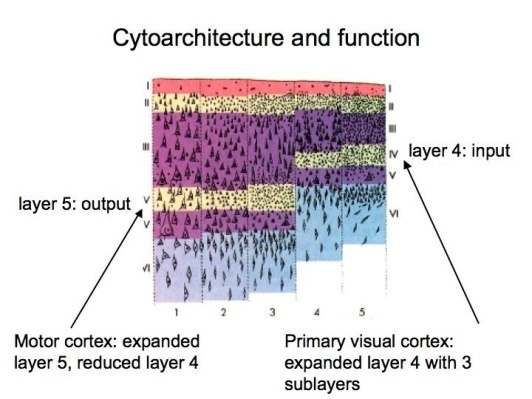 Cytoarchitecture and function
I
II
III
V
V
VI
I
II
III
IV
V
VI
layer 5: output
layer 4: input
1 2 3 4 5
Motor cortex: expanded
layer 5, reduced layer 4
Primary visual cortex:
expanded layer 4 with 3
sublayers